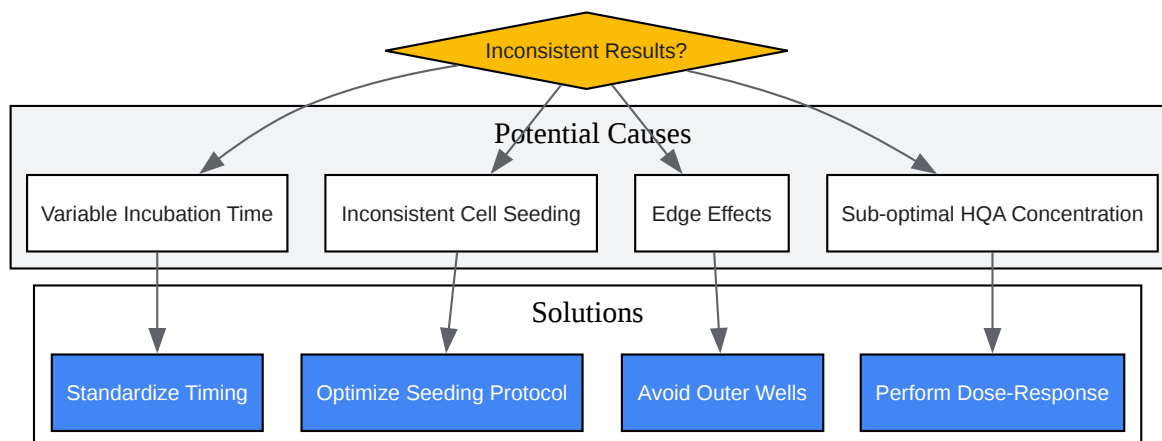 Inconsistent Results?
Potential Causes
Variable Incubation Time
Inconsistent Cell Seeding
Edge Effects
Sub-optimal HQA Concentration
Solutions
Standardize Timing
Optimize Seeding Protocol
Avoid Outer Wells
Perform Dose-Response